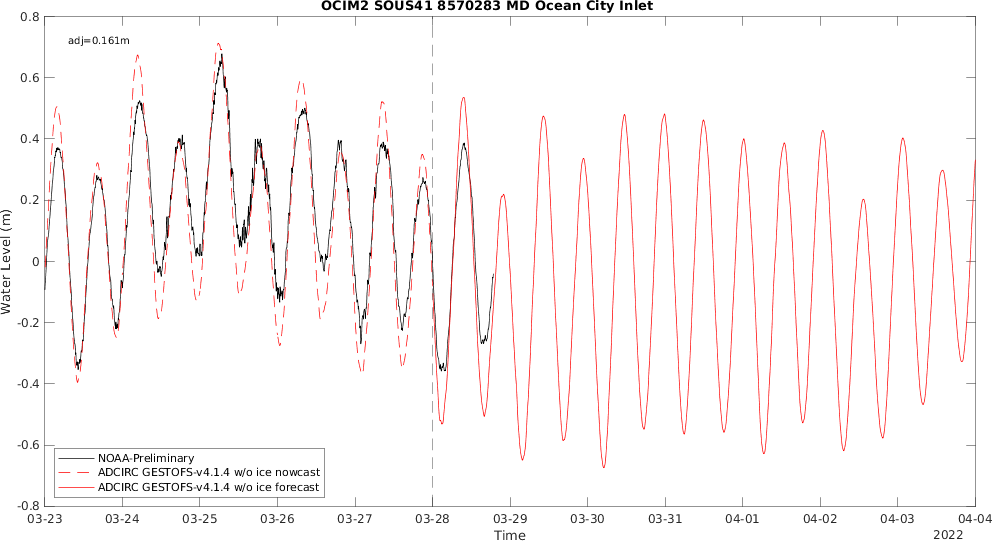 OCIM2 SOUS41 8570283 MD Ocean City Inlet
0.8
adj=0.161m
0.6
0.4
0.2
0
-0.2
-0.4
-0.6
-0.8
Water Level (m)
NOAA-Preliminary
ADCIRC GESTOFS-v4.1.4 w/o ice nowcast
ADCIRC GESTOFS-v4.1.4 w/o ice forecast
03-23 03-24 03-25 03-26 03-27 03-28 03-29 03-30 03-31 04-01 04-02 04-03 04-04
Time
2022